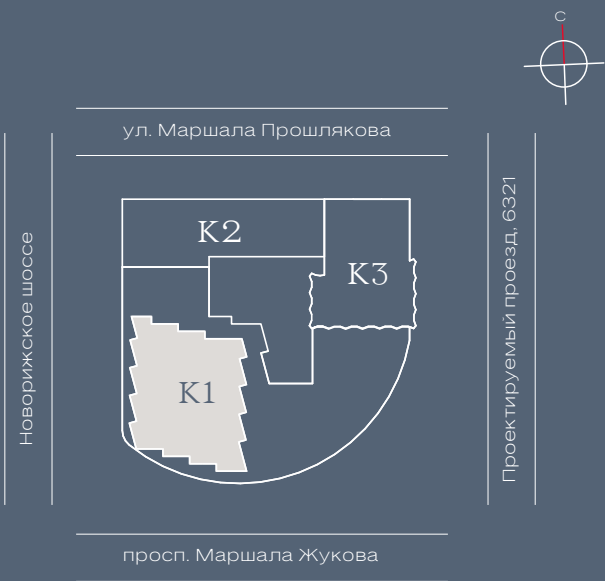 С
ул. Маршала Прошлякова
К2
К3
К1
Новорижское шоссе
Проектируемый проезд, 6321
просп. Маршала Жукова